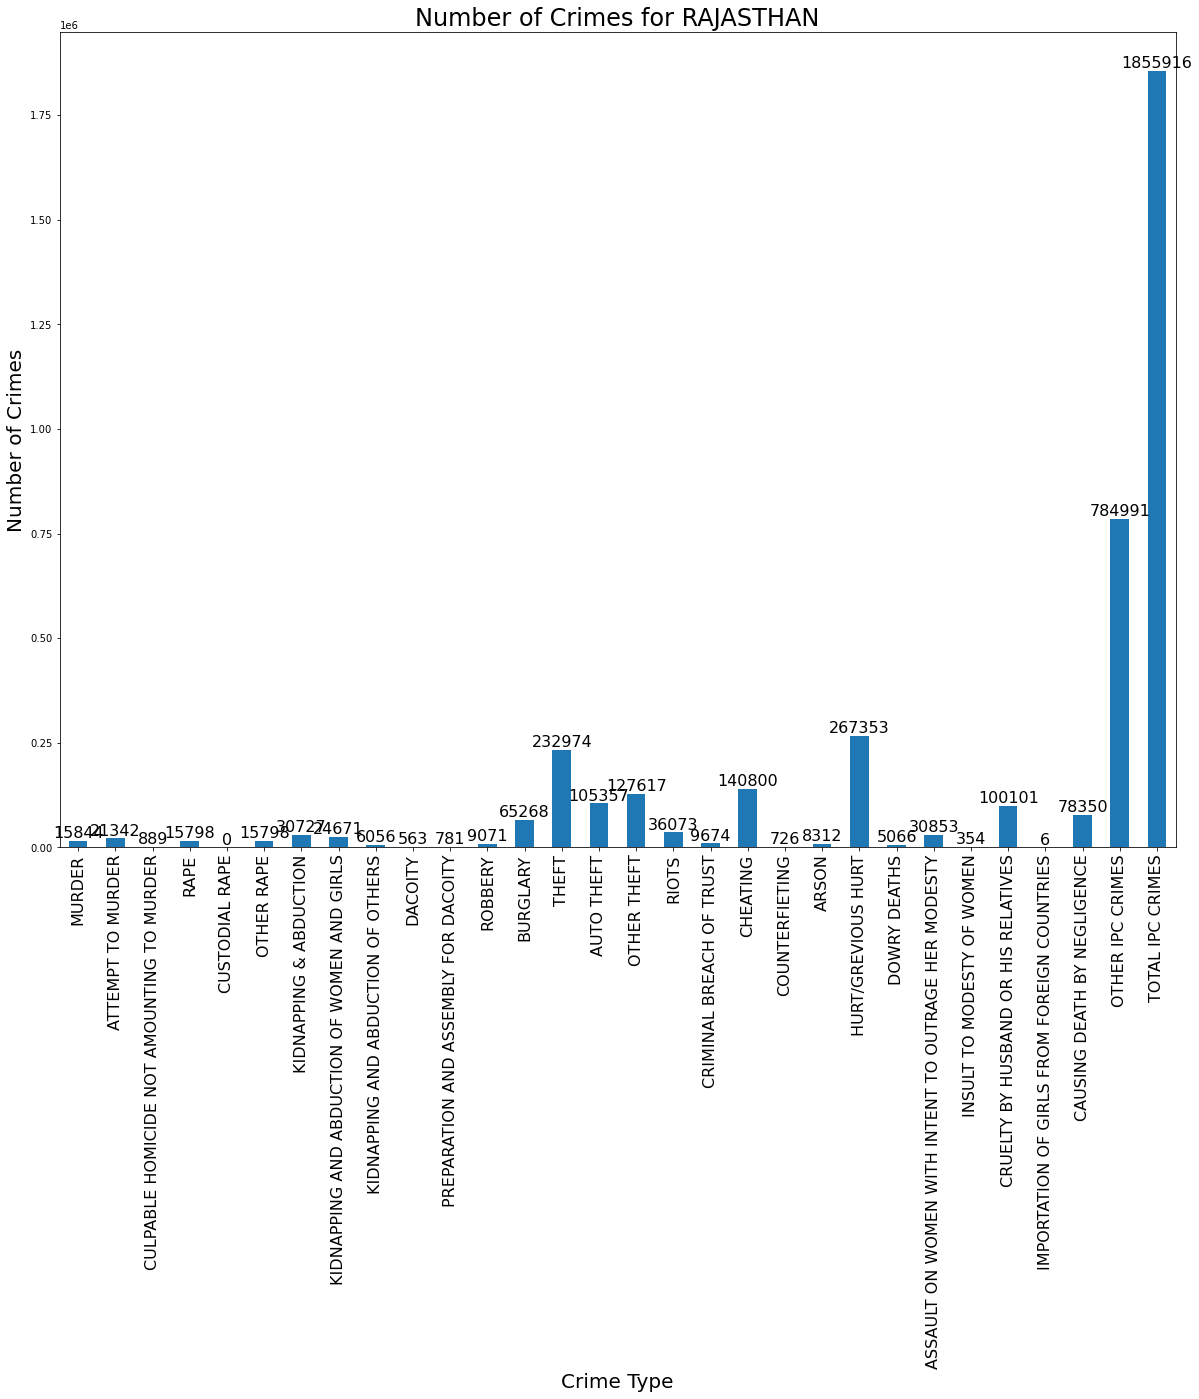 Number of Crimes for RAJASTHAN
1e6
1.75
1.50
1.25
1.00
0.75
0.50
0.25
0.00
Number of Crimes
15844
21342
889
15798
0
15798
30727
24671
6056
563
781
9071
65268
232974
105357
127617
36073
9674
140800
726
8312
267353
5066
30853
354
100101
6
78350
784991
1855916
MURDER
ATTEMPT TO MURDER
CULPABLE HOMICIDE NOT AMOUNTING TO MURDER
RAPE
CUSTODIAL RAPE
OTHER RAPE
KIDNAPPING & ABDUCTION
KIDNAPPING AND ABDUCTION OF WOMEN AND GIRLS
KIDNAPPING AND ABDUCTION OF OTHERS
DACOITY
PREPARATION AND ASSEMBLY FOR DACOITY
ROBBERY
BURGLARY
THEFT
AUTO THEFT
OTHER THEFT
RIOTS
CRIMINAL BREACH OF TRUST
CHEATING
COUNTERFIETING
ARSON
HURT/GREVIOUS HURT
DOWRY DEATHS
ASSAULT ON WOMEN WITH INTENT TO OUTRAGE HER MODESTY
INSULT TO MODESTY OF WOMEN
CRUELTY BY HUSBAND OR HIS RELATIVES
IMPORTATION OF GIRLS FROM FOREIGN COUNTRIES
CAUSING DEATH BY NEGLIGENCE
OTHER IPC CRIMES
TOTAL IPC CRIMES
Crime Type